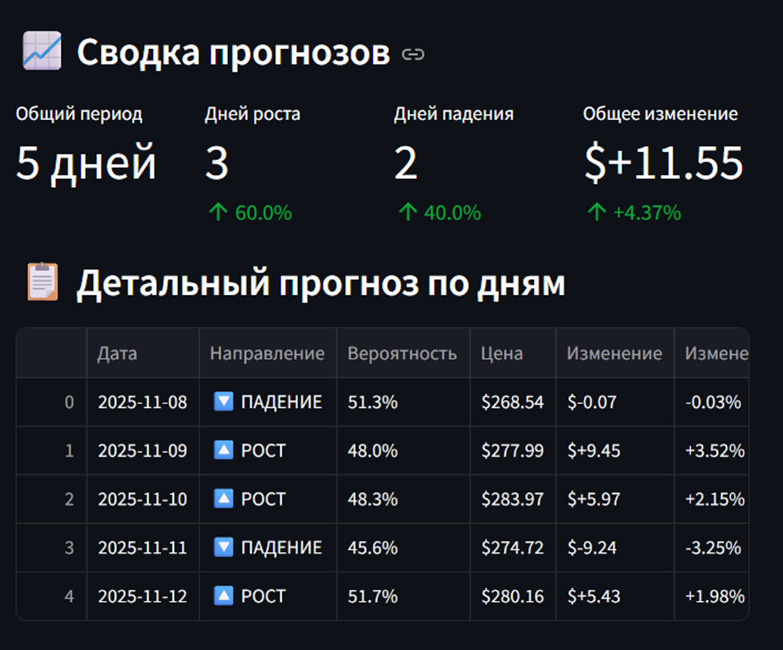 Сводка прогнозов
Общий период Дней роста Дней падения Общее изменение
5 дней 3 2 $+11.55
↑ 60.0% ↑ 40.0% ↑ +4.37%
Детальный прогноз по дням
Дата Направление Вероятность Цена Изменение Измене
0 2025-11-08 ПАДЕНИЕ 51.3% $268.54 $-0.07 -0.03%
1 2025-11-09 РОСТ 48.0% $277.99 $+9.45 +3.52%
2 2025-11-10 РОСТ 48.3% $283.97 $+5.97 +2.15%
3 2025-11-11 ПАДЕНИЕ 45.6% $274.72 $-9.24 -3.25%
4 2025-11-12 РОСТ 51.7% $280.16 $+5.43 +1.98%